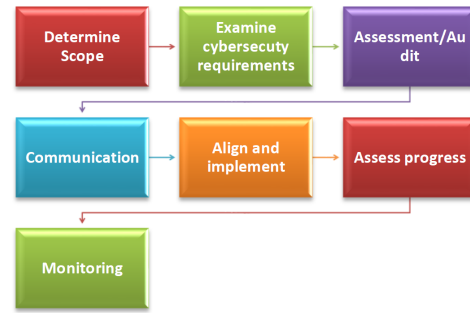 Determine
Scope
Examine
cybersecuty
requirements
Assessment/Au
dit
Communication
Align and
implement
Assess progress
Monitoring